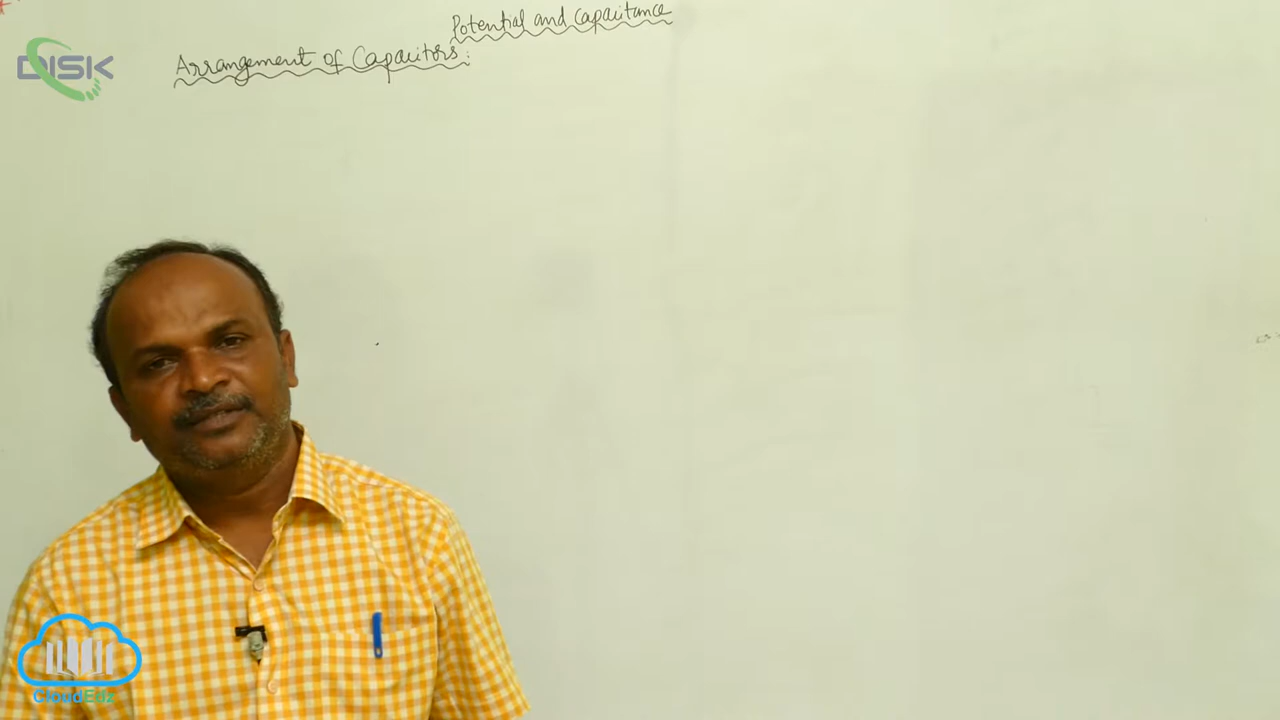 Potential and Capacitance
Arrangement of Capacitors:
DISK
CloudEdz